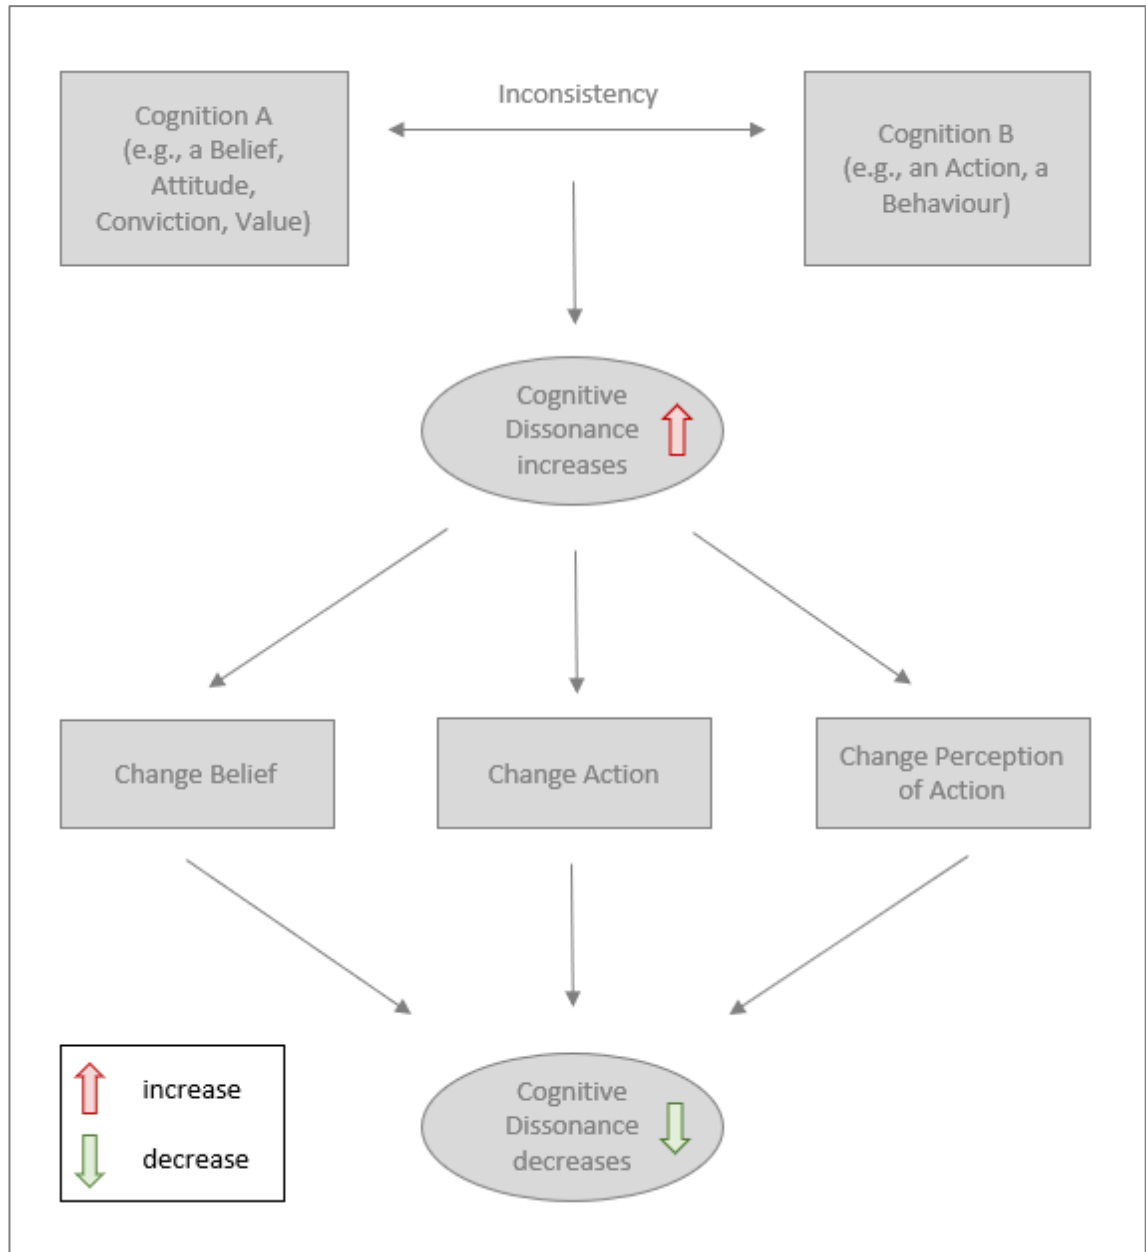 Cognition A
(e.g., a Belief,
Attitude,
Conviction, Value)
Inconsistency
Cognition B
(e.g., an Action, a
Behaviour)
Cognitive
Dissonance
increases
Change Belief
Change Action
Change Perception
of Action
increase
decrease
Cognitive
Dissonance
decreases